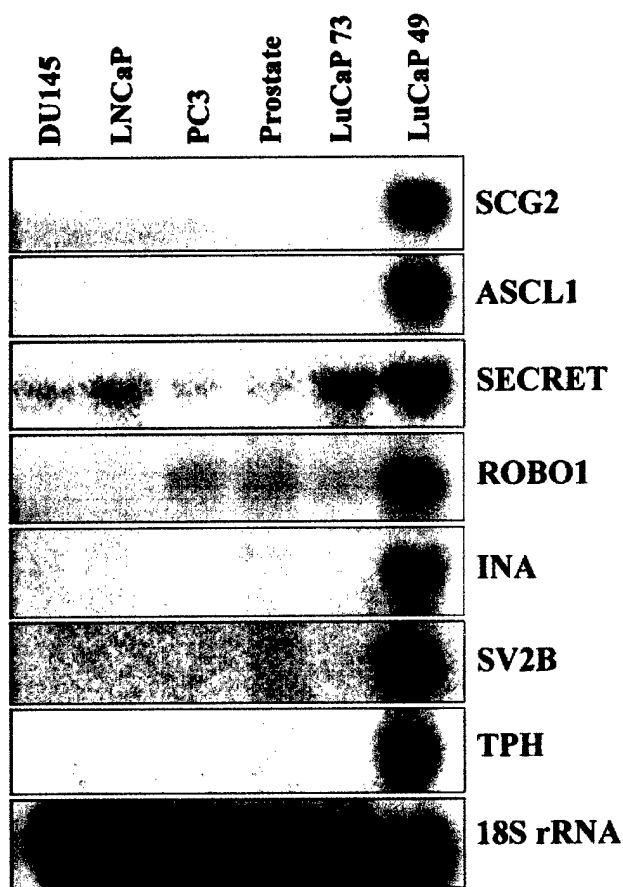 DU145
LNCaP
PC3
Prostate
LuCaP 73
LuCaP 49
SCG2
ASCL1
SECRET
ROBO1
INA
SV2B
TPH
18S rRNA